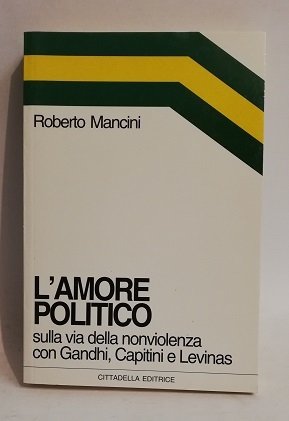 Roberto Mancini
L'AMORE
POLITICO
sulla via della nonviolenza
con Gandhi, Capitini e Levinas
CITTADELLA EDITRICE